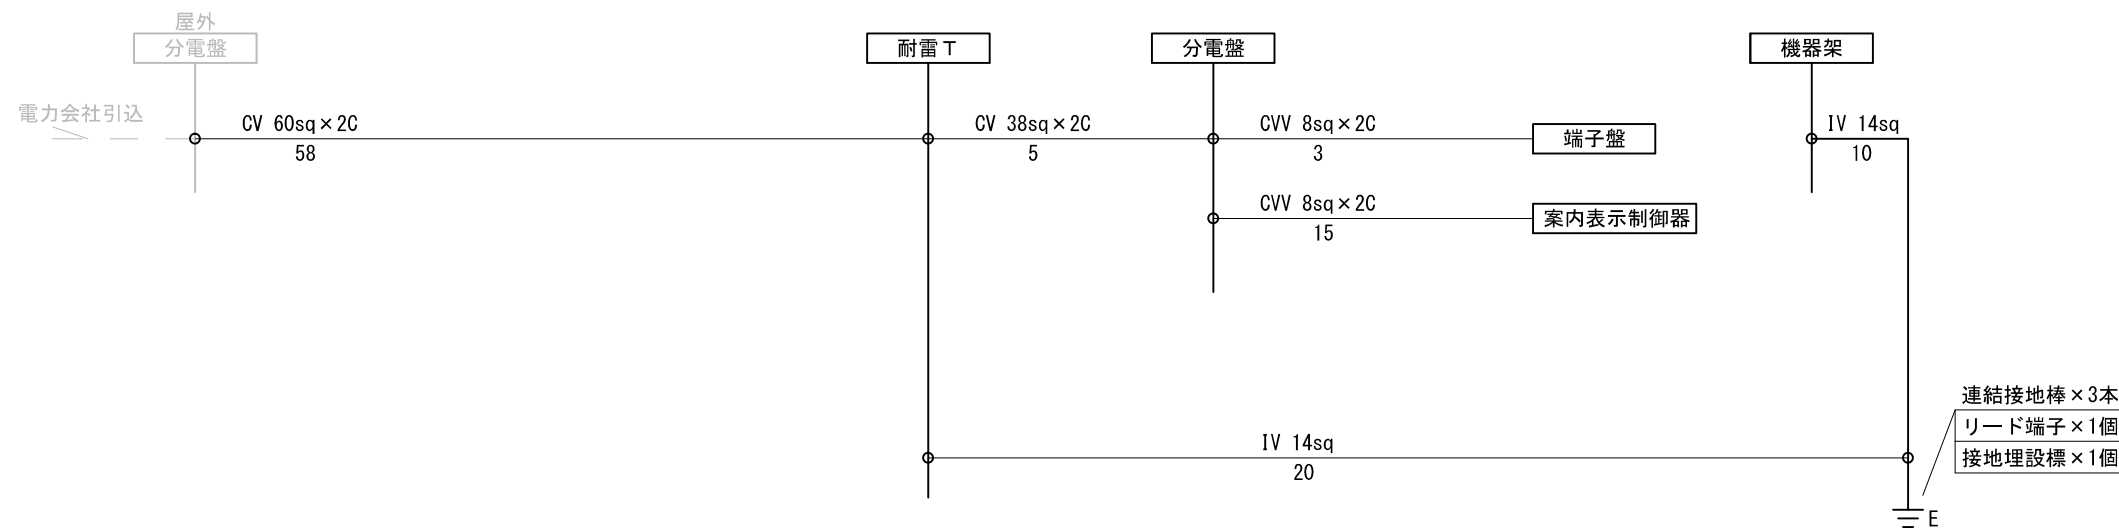 屋外
分電盤
耐雷T
分電盤
機器架
電力会社引込
CV 60sq×2C
58
CV 38sq×2C
5
CVV 8sq×2C
3
端子盤
IV 14sq
10
CVV 8sq×2C
15
案内表示制御器
連結接地棒×3本
リード端子×1個
接地埋設標×1個
IV 14sq
20
E